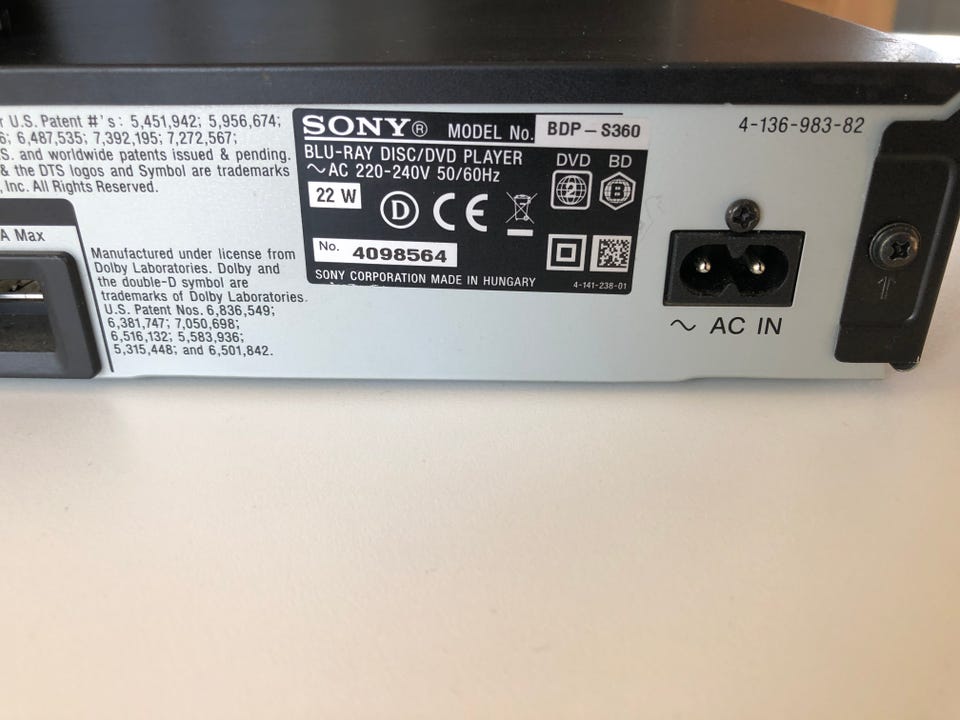 r U.S. Patent #'s: 5,451,942; 5,956,674;
6; 6,487,535; 7,392,195; 7,272,567;
S. and worldwide patents issued & pending.
& the DTS logos and Symbol are trademarks
, Inc. All Rights Reserved.
A Max
Manufactured under license from
Dolby Laboratories. Dolby and
the double-D symbol are
trademarks of Dolby Laboratories.
U.S. Patent Nos. 6,836,549;
6,381,747; 7,050,698;
6,516,132; 5,583,936;
5,315,448; and 6,501,842.
SONY® MODEL No. BDP–S360
BLU-RAY DISC/DVD PLAYER
~ AC 220-240V 50/60Hz
22 W
D CE
DVD BD
2 B
No. 4098564
SONY CORPORATION MADE IN HUNGARY 4-141-238-01
4-136-983-82
~ AC IN
↑